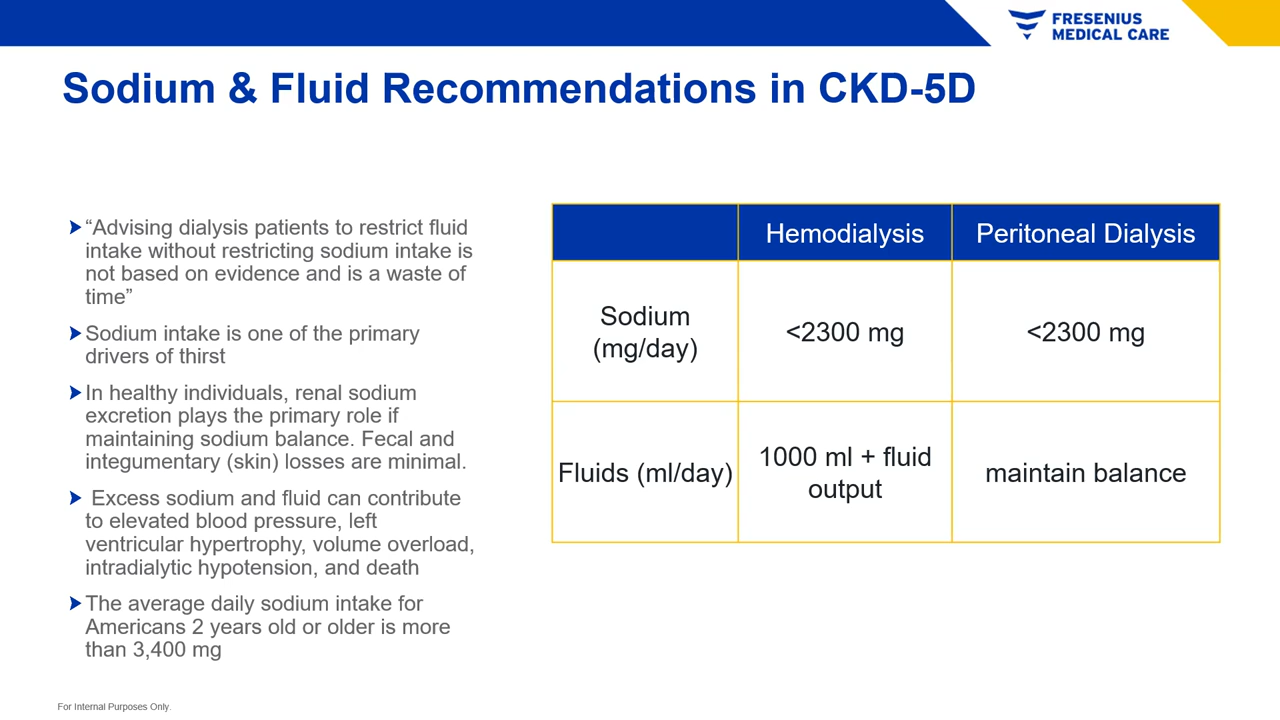 FRESENIUS
MEDICAL CARE
Sodium & Fluid Recommendations in CKD-5D
“Advising dialysis patients to restrict fluid
intake without restricting sodium intake is
not based on evidence and is a waste of
time”
Sodium intake is one of the primary
drivers of thirst
In healthy individuals, renal sodium
excretion plays the primary role if
maintaining sodium balance. Fecal and
integumentary (skin) losses are minimal.
Excess sodium and fluid can contribute
to elevated blood pressure, left
ventricular hypertrophy, volume overload,
intradialytic hypotension, and death
The average daily sodium intake for
Americans 2 years old or older is more
than 3,400 mg
Hemodialysis
Peritoneal Dialysis
Sodium
(mg/day)
<2300 mg
<2300 mg
Fluids (ml/day)
1000 ml + fluid
output
maintain balance
For Internal Purposes Only.